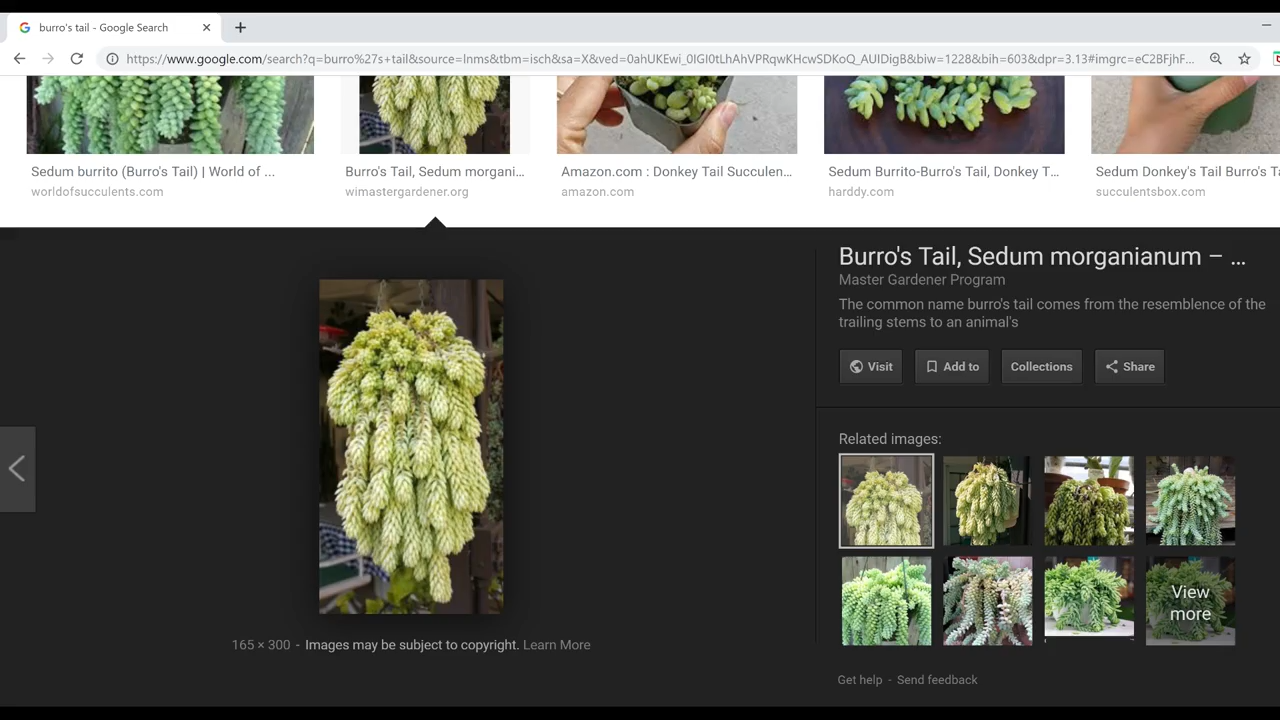 burro's tail - Google Search
https://www.google.com/search?q=burro%27s+tail&source=lnms&tbm=isch&sa=X&ved=0ahUKEwi_0IGI0tLhAhVPRqwKHcwSDKoQ_AUIDigB&biw=1228&bih=603&dpr=3.13#imgrc=eC2BFjhF...
Sedum burrito (Burro's Tail) | World of ...
worldofsucculents.com
Burro's Tail, Sedum morgani...
wimastergardener.org
Amazon.com : Donkey Tail Succulen...
amazon.com
Sedum Burrito-Burro's Tail, Donkey T...
harddy.com
Sedum Donkey's Tail Burro's Ta
succulentsbox.com
Burro's Tail, Sedum morganianum – ...
Master Gardener Program
The common name burro's tail comes from the resemblence of the
trailing stems to an animal's
Visit
Add to
Collections
Share
Related images:
View
more
165 × 300 - Images may be subject to copyright. Learn More
Get help - Send feedback